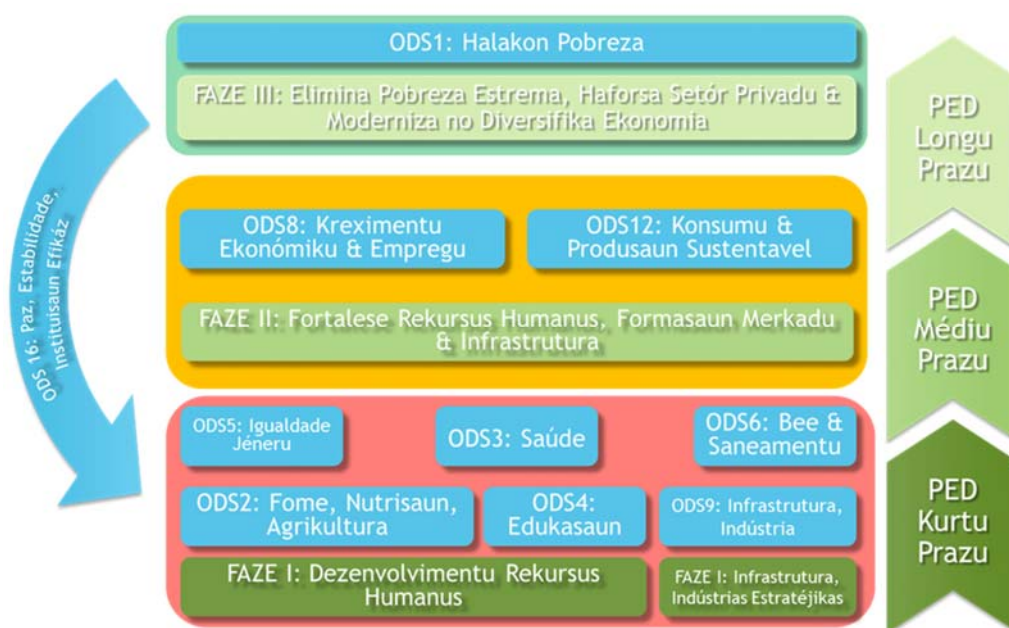 ODS1: Halakon Pobreza
FAZE III: Elimina Pobreza Estrema, Haforsa Setór Privadu &
Moderniza no Diversifika Ekonomia
PED
Longu
Prazu
ODS 16: Paz, Estabilidade,
Instituisaun Efikáz
ODS8: Kreximentu
Ekonómiku & Empregu
ODS12: Konsumu &
Produsaun Sustentavel
FAZE II: Fortalese Rekursus Humanus, Formasaun Merkadu
& Infrastrutura
PED
Médiu
Prazu
ODS5: Igualdade
Jéneru
ODS3: Saúde
ODS6: Bee &
Saneamentu
ODS2: Fome, Nutrisaun,
Agrikultura
ODS4:
Edukasaun
ODS9: Infrastrutura,
Indústria
FAZE I: Dezenvolvimentu Rekursus
Humanus
FAZE I: Infrastrutura,
Indústrias Estratéjikas
PED
Kurtu
Prazu